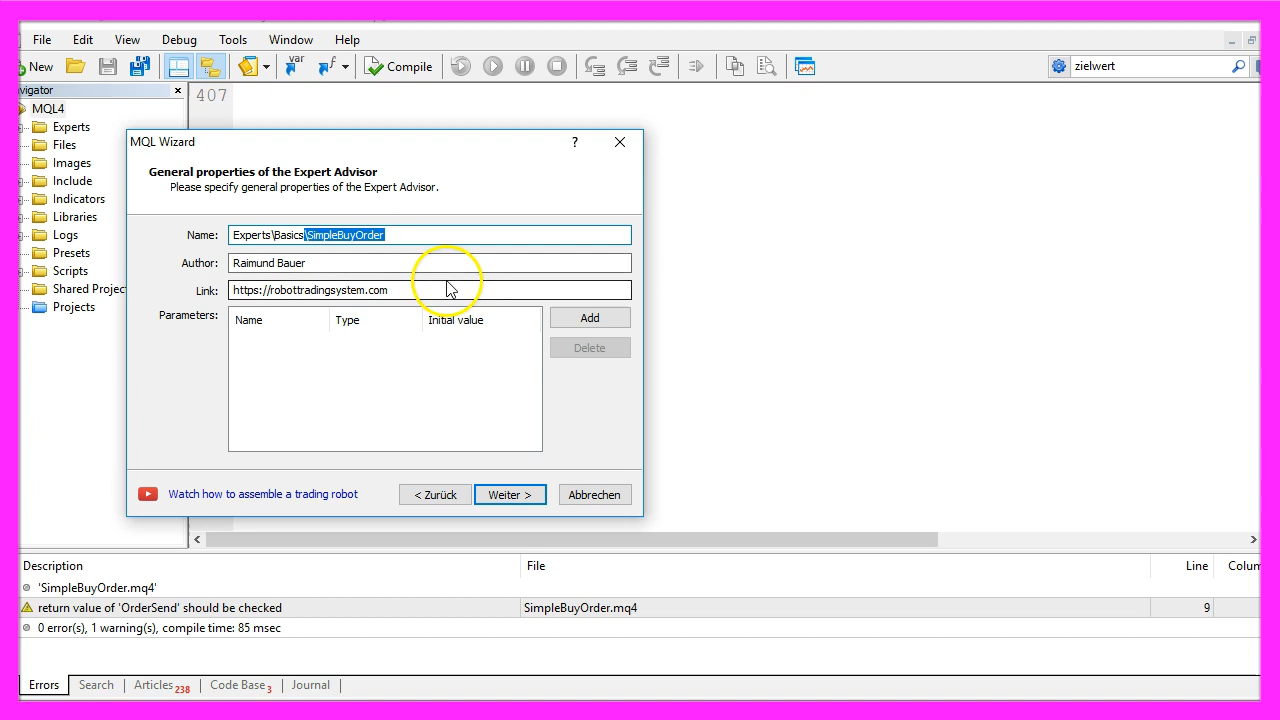 File Edit View Debug Tools Window Help
New var Compile zielwert
avigator
MQL4
407
Experts
Files
Images
Include
Indicators
Libraries
Logs
Presets
Scripts
Shared Projec
Projects
MQL Wizard
General properties of the Expert Advisor
Please specify general properties of the Expert Advisor.
Name: Experts\Basics\SimpleBuyOrder
Author: Raimund Bauer
Link: https://robottradingsystem.com
Parameters: Name Type Initial value Add
Delete
Watch how to assemble a trading robot < Zurück Weiter > Abbrechen
Description File Line Colum
'SimpleBuyOrder.mq4'
return value of 'OrderSend' should be checked SimpleBuyOrder.mq4 9
0 error(s), 1 warning(s), compile time: 85 msec
Errors Search Articles 238 Code Base 3 Journal